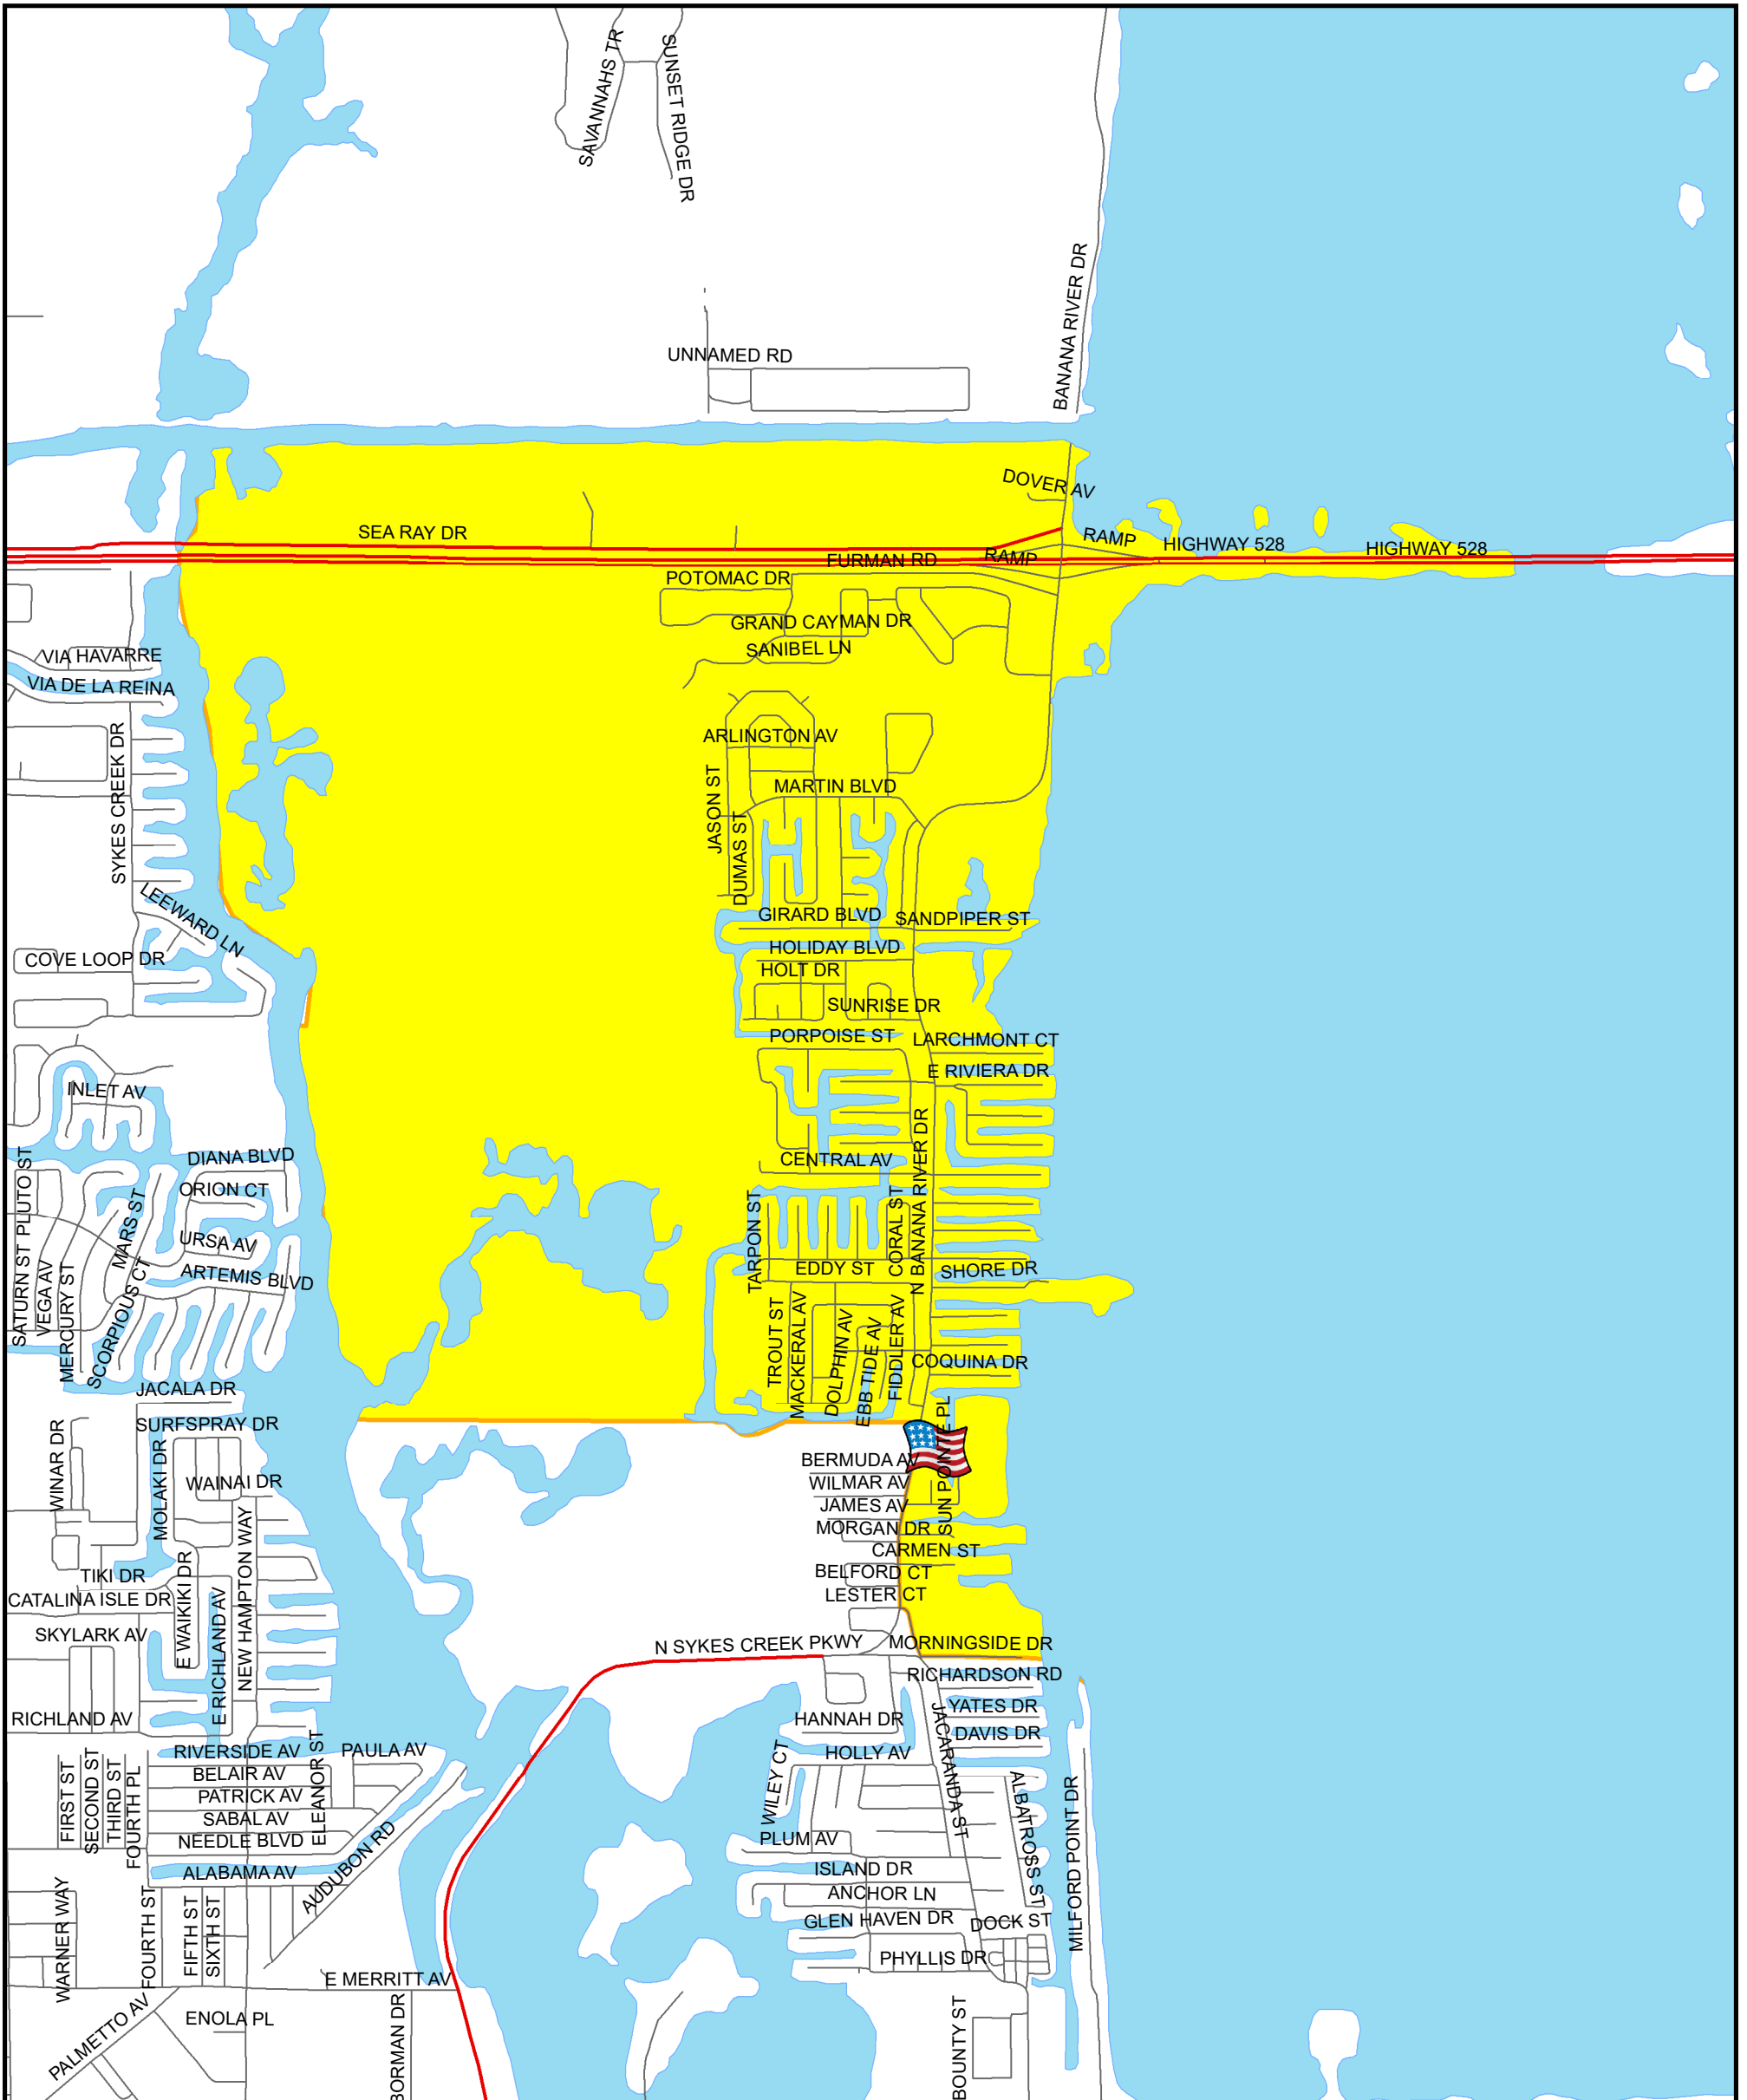 SAVANNAHS TR
SUNSET RIDGE DR
BANANA RIVER DR
UNNAMED RD
DOVER AV
SEA RAY DR
RAMP
HIGHWAY 528
HIGHWAY 528
FURMAN RD
RAMP
POTOMAC DR
GRAND CAYMAN DR
SANIBEL LN
VIA HAVARRE
VIA DE LA REINA
SYKES CREEK DR
ARLINGTON AV
JASON ST
MARTIN BLVD
DUMAS ST
LEEWARD LN
GIRARD BLVD
SANDPIPER ST
HOLIDAY BLVD
COVE LOOP DR
HOLT DR
SUNRISE DR
PORPOISE ST
LARCHMONT CT
E RIVIERA DR
INLET AV
N BANANA RIVER DR
DIANA BLVD
CENTRAL AV
PLUTO ST
ORION CT
MARS ST
TARPON ST
CORAL ST
URSA AV
SATURN ST
VEGA AV
MERCURY ST
SCORPIOUS CT
ARTEMIS BLVD
EDDY ST
SHORE DR
TROUT ST
MACKERAL AV
DOLPHIN AV
EBB TIDE AV
FIDDLER AV
COQUINA DR
JACALA DR
SURFSPRAY DR
WINAR DR
MOLAKI DR
WAINAI DR
SUN POINTE PL
BERMUDA AV
WILMAR AV
JAMES AV
MORGAN DR
CARMEN ST
BELFORD CT
LESTER CT
NEW HAMPTON WAY
TIKI DR
CATALINA ISLE DR
E WAIKIKI DR
E RICHLAND AV
SKYLARK AV
N SYKES CREEK PKWY
MORNINGSIDE DR
RICHARDSON RD
YATES DR
RICHLAND AV
HANNAH DR
JACARANDA ST
DAVIS DR
RIVERSIDE AV
ELEANOR ST
PAULA AV
HOLLY AV
BELAIR AV
FIRST ST
SECOND ST
THIRD ST
FOURTH PL
PATRICK AV
WILEY CT
ALBATROSS ST
MILFORD POINT DR
SABAL AV
NEEDLE BLVD
PLUM AV
ALABAMA AV
AUDUBON RD
ISLAND DR
ANCHOR LN
WARNER WAY
FOURTH ST
FIFTH ST
SIXTH ST
GLEN HAVEN DR
DOCK ST
PHYLLIS DR
E MERRITT AV
PALMETTO AV
ENOLA PL
BORMAN DR
BOUNTY ST